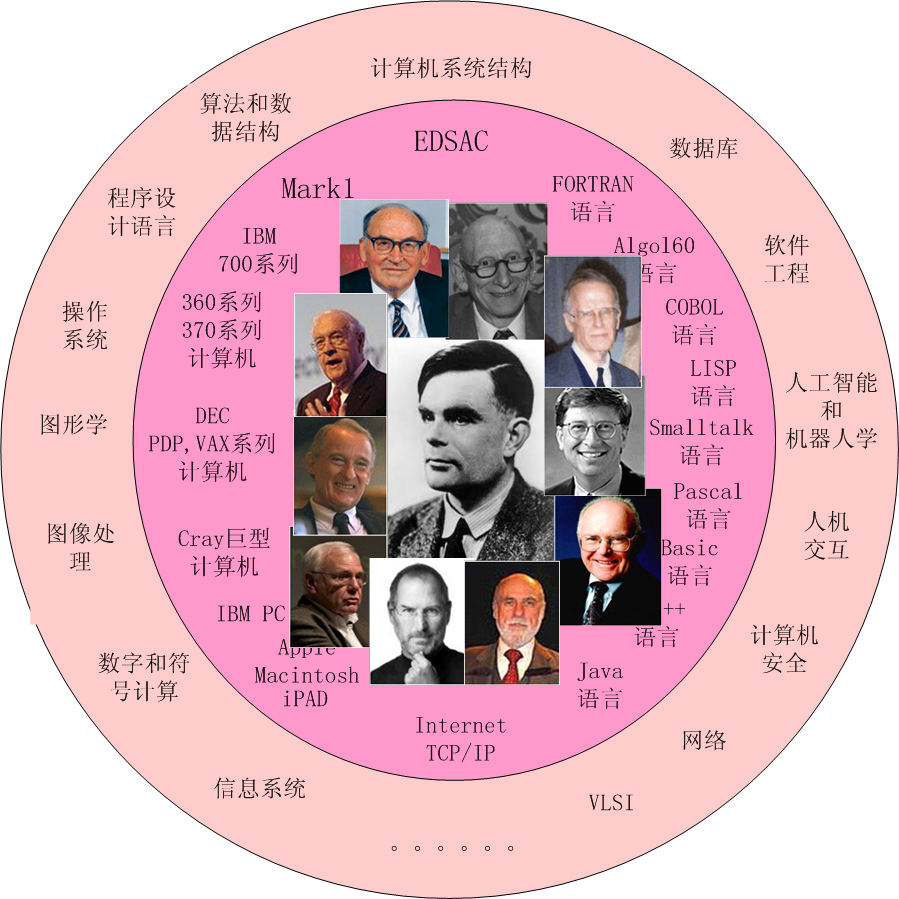 计算机系统结构
算法和数
据结构
程序设
计语言
操作
系统
图形学
图像处
理
数字和符
号计算
信息系统
数据库
软件
工程
人工智能
和
机器人学
人机
交互
计算机
安全
网络
VLSI
。。。。。。
EDSAC
Mark1
IBM
700系列
360系列
370系列
计算机
DEC
PDP,VAX系列
计算机
Cray巨型
计算机
IBM PC
Apple
Macintosh
iPAD
FORTRAN
语言
Algol60
语言
COBOL
语言
LISP
语言
Smalltalk
语言
Pascal
语言
Basic
语言
++
语言
Java
语言
Internet
TCP/IP